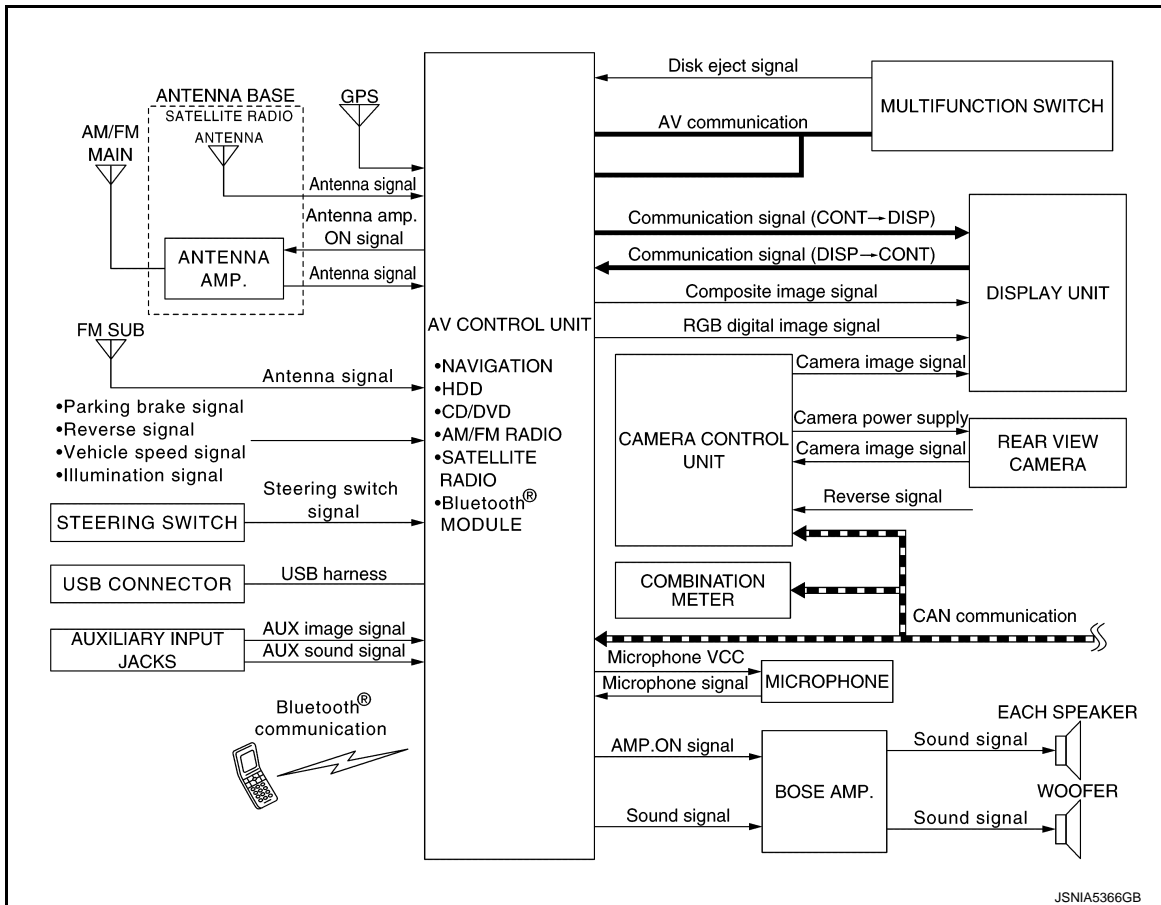 ANTENNA BASE
SATELLITE RADIO
ANTENNA
AM/FM
MAIN
GPS
Antenna signal
Antenna amp.
ON signal
ANTENNA
AMP.
Antenna signal
FM SUB
Antenna signal
•Parking brake signal
•Reverse signal
•Vehicle speed signal
•Illumination signal
Steering switch
signal
STEERING SWITCH
USB CONNECTOR
USB harness
AUXILIARY INPUT
JACKS
AUX image signal
AUX sound signal
Bluetooth®
communication
AV CONTROL UNIT
•NAVIGATION
•HDD
•CD/DVD
•AM/FM RADIO
•SATELLITE
RADIO
•Bluetooth®
MODULE
Disk eject signal
MULTIFUNCTION SWITCH
AV communication
Communication signal (CONT→DISP)
Communication signal (DISP→CONT)
Composite image signal
RGB digital image signal
DISPLAY UNIT
Camera image signal
CAMERA CONTROL
UNIT
Camera power supply
Camera image signal
REAR VIEW
CAMERA
Reverse signal
COMBINATION
METER
CAN communication
Microphone VCC
Microphone signal
MICROPHONE
AMP.ON signal
Sound signal
BOSE AMP.
EACH SPEAKER
Sound signal
WOOFER
Sound signal
JSNIA5366GB